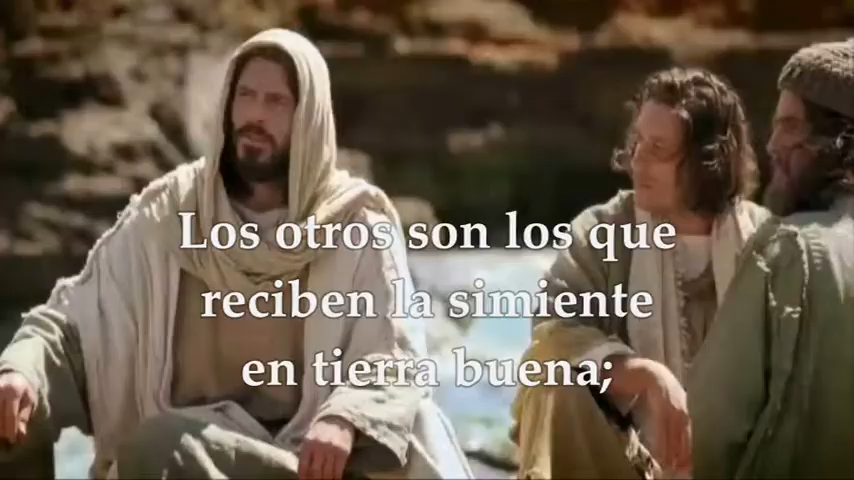 Los otros son los que
reciben la simiente
en tierra buena;